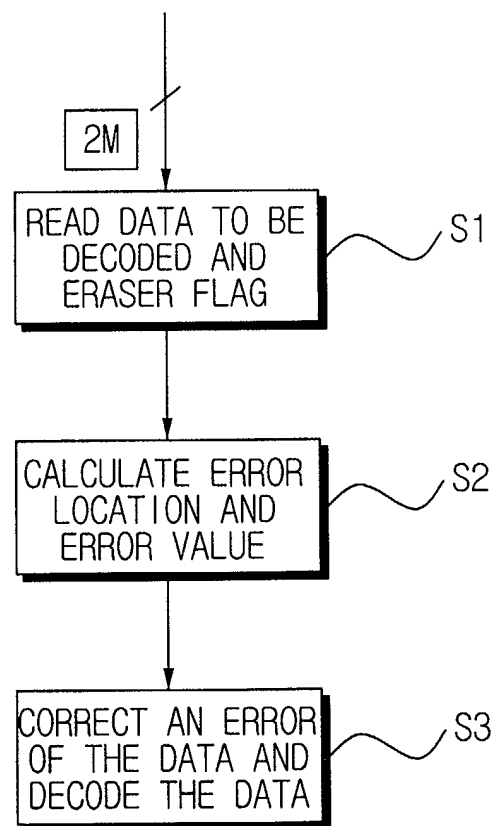 2M
READ DATA TO BE
DECODED AND
ERASER FLAG
S1
CALCULATE ERROR
LOCATION AND
ERROR VALUE
S2
CORRECT AN ERROR
OF THE DATA AND
DECODE THE DATA
S3